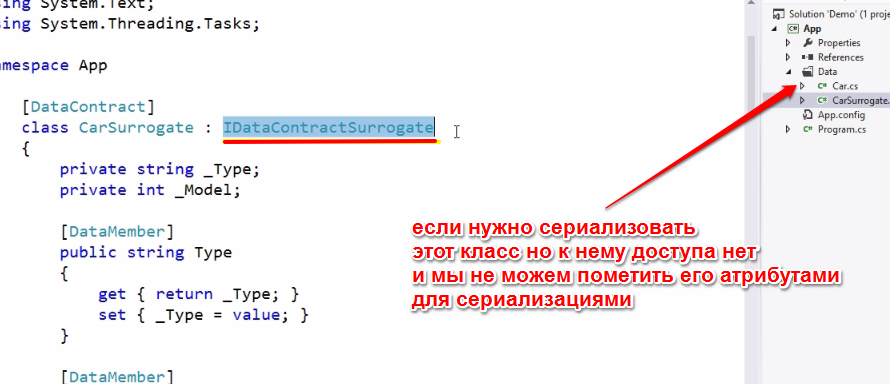 sing System.Text;
sing System.Threading.Tasks;
amespace App
[DataContract]
class CarSurrogate : IDataContractSurrogate
{
private string _Type;
private int _Model;
[DataMember]
public string Type
{
get { return _Type; }
set { _Type = value; }
}
[DataMember]
Solution 'Demo' (1 proje
App
Properties
References
Data
Car.cs
CarSurrogate.
App.config
Program.cs
если нужно сериализовать
этот класс но к нему доступа нет
и мы не можем пометить его атрибутами
для сериализациями